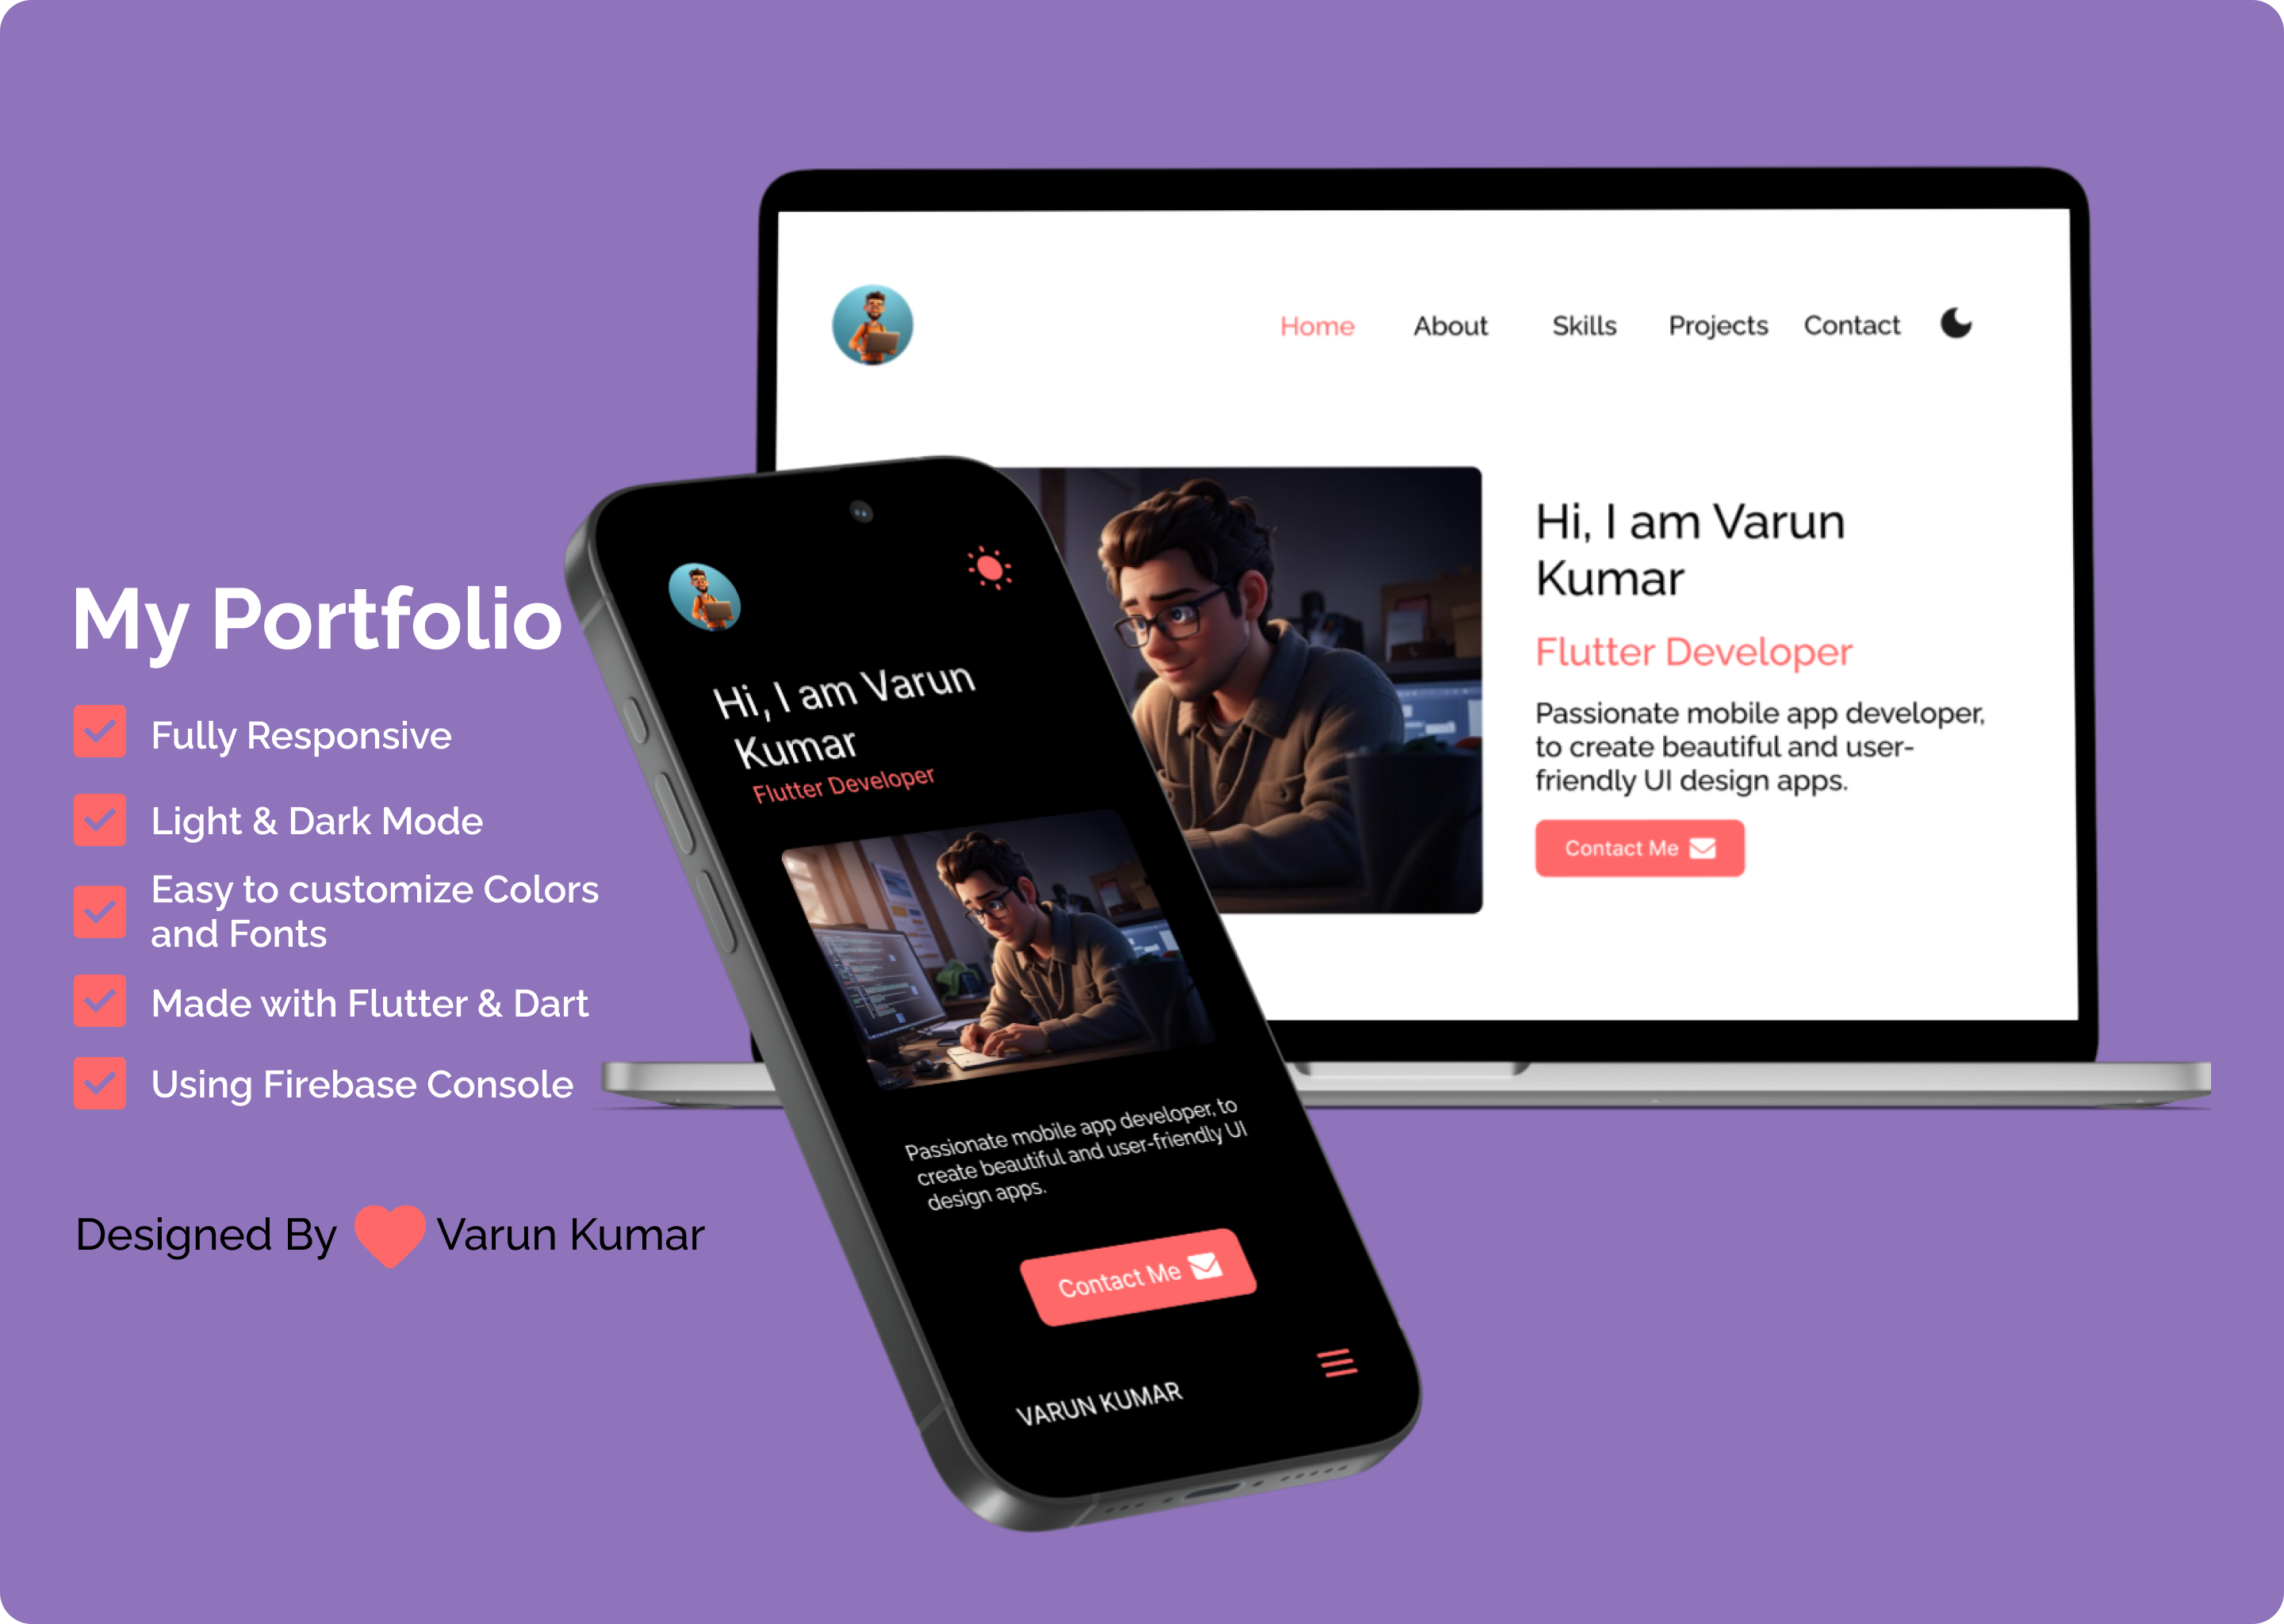 My Portfolio
Fully Responsive
Light & Dark Mode
Easy to customize Colors
and Fonts
Made with Flutter & Dart
Using Firebase Console
Designed By Varun Kumar
Home About Skills Projects Contact
Hi, I am Varun
Kumar
Flutter Developer
Passionate mobile app developer,
to create beautiful and user-
friendly UI design apps.
Contact Me
Hi, I am Varun
Kumar
Flutter Developer
Passionate mobile app developer, to
create beautiful and user-friendly UI
design apps.
Contact Me
VARUN KUMAR